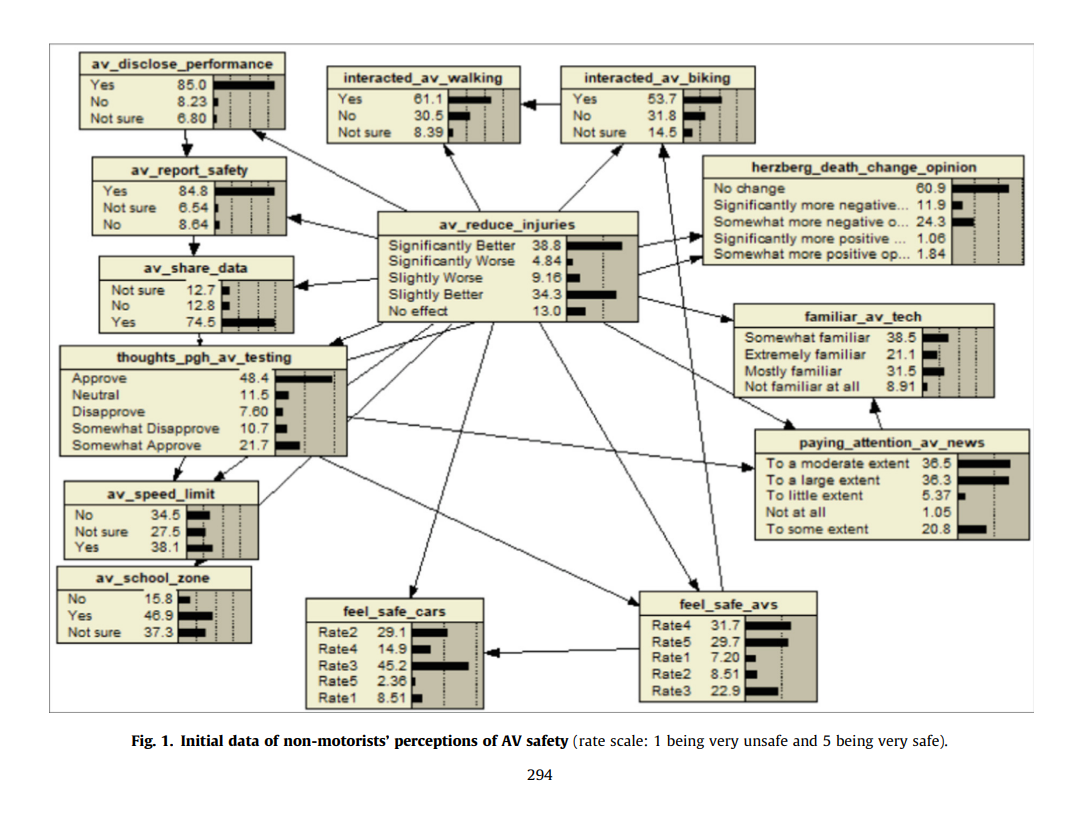 av_disclose_performance
Yes 85.0
No 8.23
Not sure 6.80
interacted_av_walking
Yes 61.1
No 30.5
Not sure 8.39
interacted_av_biking
Yes 53.7
No 31.8
Not sure 14.5
av_report_safety
Yes 84.8
Not sure 6.54
No 8.64
herzberg_death_change_opinion
No change 60.9
Significantly more negative... 11.9
Somewhat more negative o... 24.3
Significantly more positive ... 1.06
Somewhat more positive op... 1.84
av_reduce_injuries
Significantly Better 38.8
Significantly Worse 4.84
Slightly Worse 9.16
Slightly Better 34.3
No effect 13.0
av_share_data
Not sure 12.7
No 12.8
Yes 74.5
familiar_av_tech
Somewhat familiar 38.5
Extremely familiar 21.1
Mostly familiar 31.5
Not familiar at all 8.91
thoughts_pgh_av_testing
Approve 48.4
Neutral 11.5
Disapprove 7.60
Somewhat Disapprove 10.7
Somewhat Approve 21.7
paying_attention_av_news
To a moderate extent 36.5
To a large extent 36.3
To little extent 5.37
Not at all 1.05
To some extent 20.8
av_speed_limit
No 34.5
Not sure 27.5
Yes 38.1
av_school_zone
No 15.8
Yes 46.9
Not sure 37.3
feel_safe_cars
Rate2 29.1
Rate4 14.9
Rate3 45.2
Rate5 2.36
Rate1 8.51
feel_safe_avs
Rate4 31.7
Rate5 29.7
Rate1 7.20
Rate2 8.51
Rate3 22.9
Fig. 1. Initial data of non-motorists' perceptions of AV safety (rate scale: 1 being very unsafe and 5 being very safe).
294